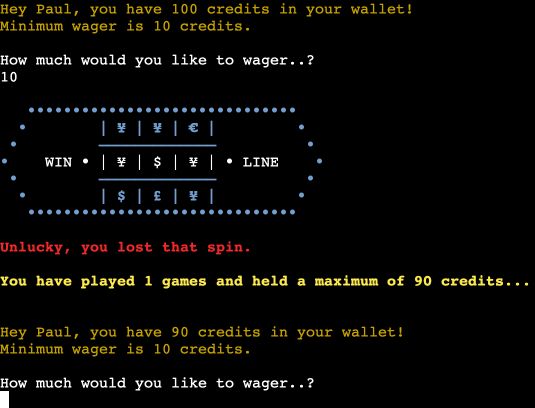 Hey Paul, you have 100 credits in your wallet!
Minimum wager is 10 credits.
How much would you like to wager..?
10
| ¥ | ¥ | € |
WIN • | ¥ | $ | ¥ | • LINE
| $ | £ | ¥ |
Unlucky, you lost that spin.
You have played 1 games and held a maximum of 90 credits...
Hey Paul, you have 90 credits in your wallet!
Minimum wager is 10 credits.
How much would you like to wager..?